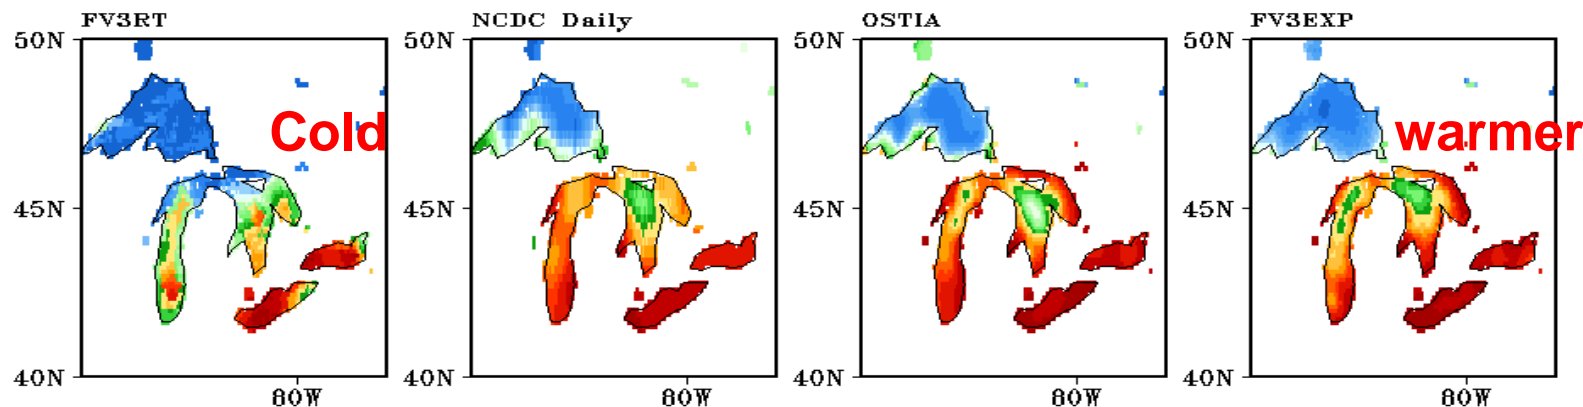 FV3RT
NCDC Daily
OSTIA
FV3EXP
50N
50N
50N
50N
Cold
warmer
45N
45N
45N
45N
40N
40N
40N
40N
80W
80W
80W
80W